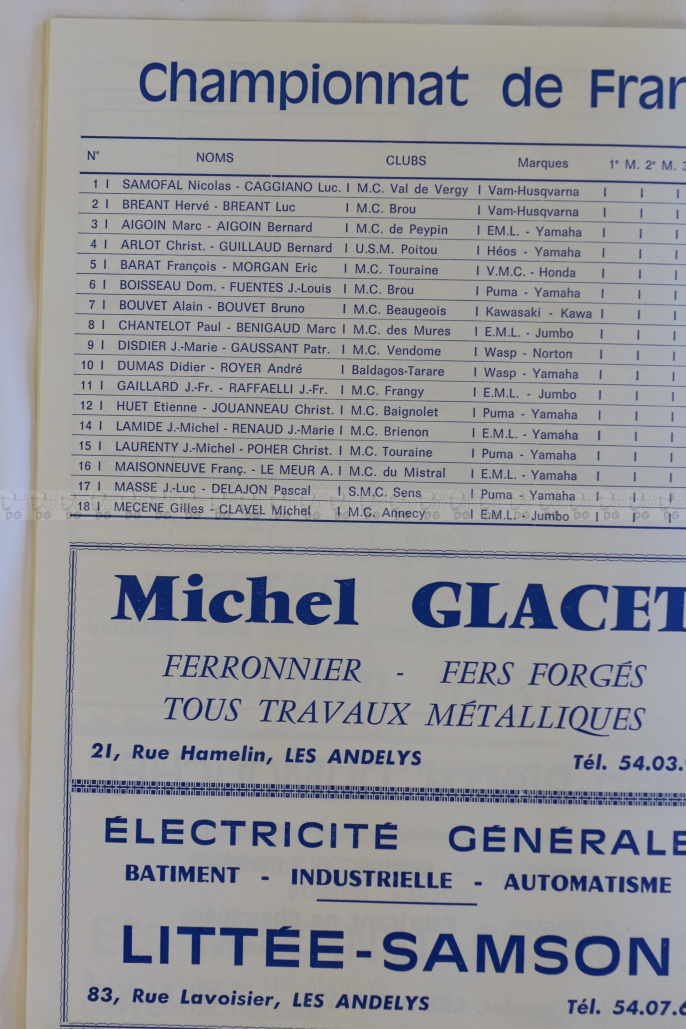 Championnat de Fran
N° NOMS CLUBS Marques 1e M. 2e M. 3
1 I SAMOFAL Nicolas - CAGGIANO Luc. I M.C. Val de Vergy I Vam-Husqvarna I I I
2 I BREANT Hervé - BREANT Luc I M.C. Brou I Vam-Husqvarna I I I
3 I AIGOIN Marc - AIGOIN Bernard I M.C. de Peypin I EM.L. - Yamaha I I I
4 I ARLOT Christ. - GUILLAUD Bernard I U.S.M. Poitou I Héos - Yamaha I I I
5 I BARAT François - MORGAN Eric I M.C. Touraine I V.M.C. - Honda I I I
6 I BOISSEAU Dom. - FUENTES J.-Louis I M.C. Brou I Puma - Yamaha I I I
7 I BOUVET Alain - BOUVET Bruno I M.C. Beaugeois I Kawasaki - Kawa I I I
8 I CHANTELOT Paul - BENIGAUD Marc I M.C. des Mures I E.M.L. - Jumbo I I I
9 I DISDIER J.-Marie - GAUSSANT Patr. I M.C. Vendome I Wasp - Norton I I I
10 I DUMAS Didier - ROYER André I Baldagos-Tarare I Wasp - Yamaha I I I
11 I GAILLARD J.-Fr. - RAFFAELLI J.-Fr. I M.C. Frangy I E.M.L. - Jumbo I I I
12 I HUET Etienne - JOUANNEAU Christ. I M.C. Baignolet I Puma - Yamaha I I I
14 I LAMIDE J.-Michel - RENAUD J.-Marie I M.C. Brienon I E.M.L. - Yamaha I I I
15 I LAURENTY J.-Michel - POHER Christ. I M.C. Touraine I Puma - Yamaha I I I
16 I MAISONNEUVE Franç. - LE MEUR A. I M.C. du Mistral I E.M.L. - Yamaha I I I
17 I MASSE J.-Luc - DELAJON Pascal I S.M.C. Sens I Puma - Yamaha I I I
18 I MECENE Gilles - CLAVEL Michel I M.C. Annecy I E.M.L. - Jumbo I I I
Michel GLACET
FERRONNIER - FERS FORGÉS
TOUS TRAVAUX MÉTALLIQUES
21, Rue Hamelin, LES ANDELYS Tél. 54.03.
ÉLECTRICITÉ GÉNÉRALE
BATIMENT - INDUSTRIELLE - AUTOMATISME
LITTÉE-SAMSON
83, Rue Lavoisier, LES ANDELYS Tél. 54.07.6